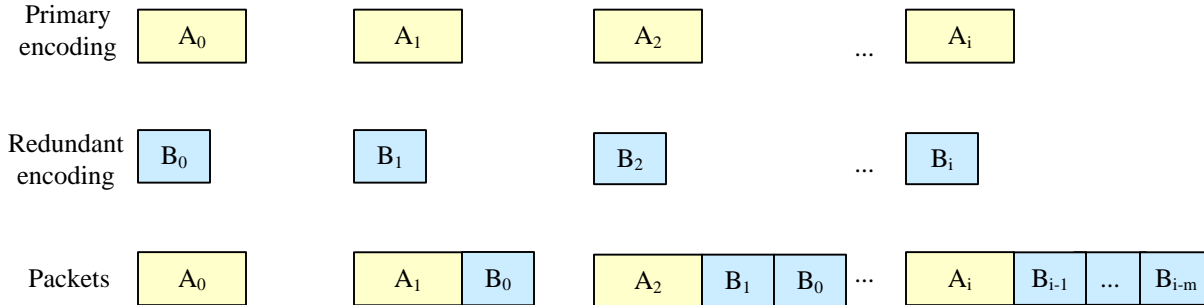 Primary
encoding
A₀ A₁ A₂ ... Aᵢ
Redundant
encoding
B₀ B₁ B₂ ... Bᵢ
Packets A₀ A₁ B₀ A₂ B₁ B₀ ... Aᵢ Bᵢ₋₁ ... Bᵢ₋ₘ